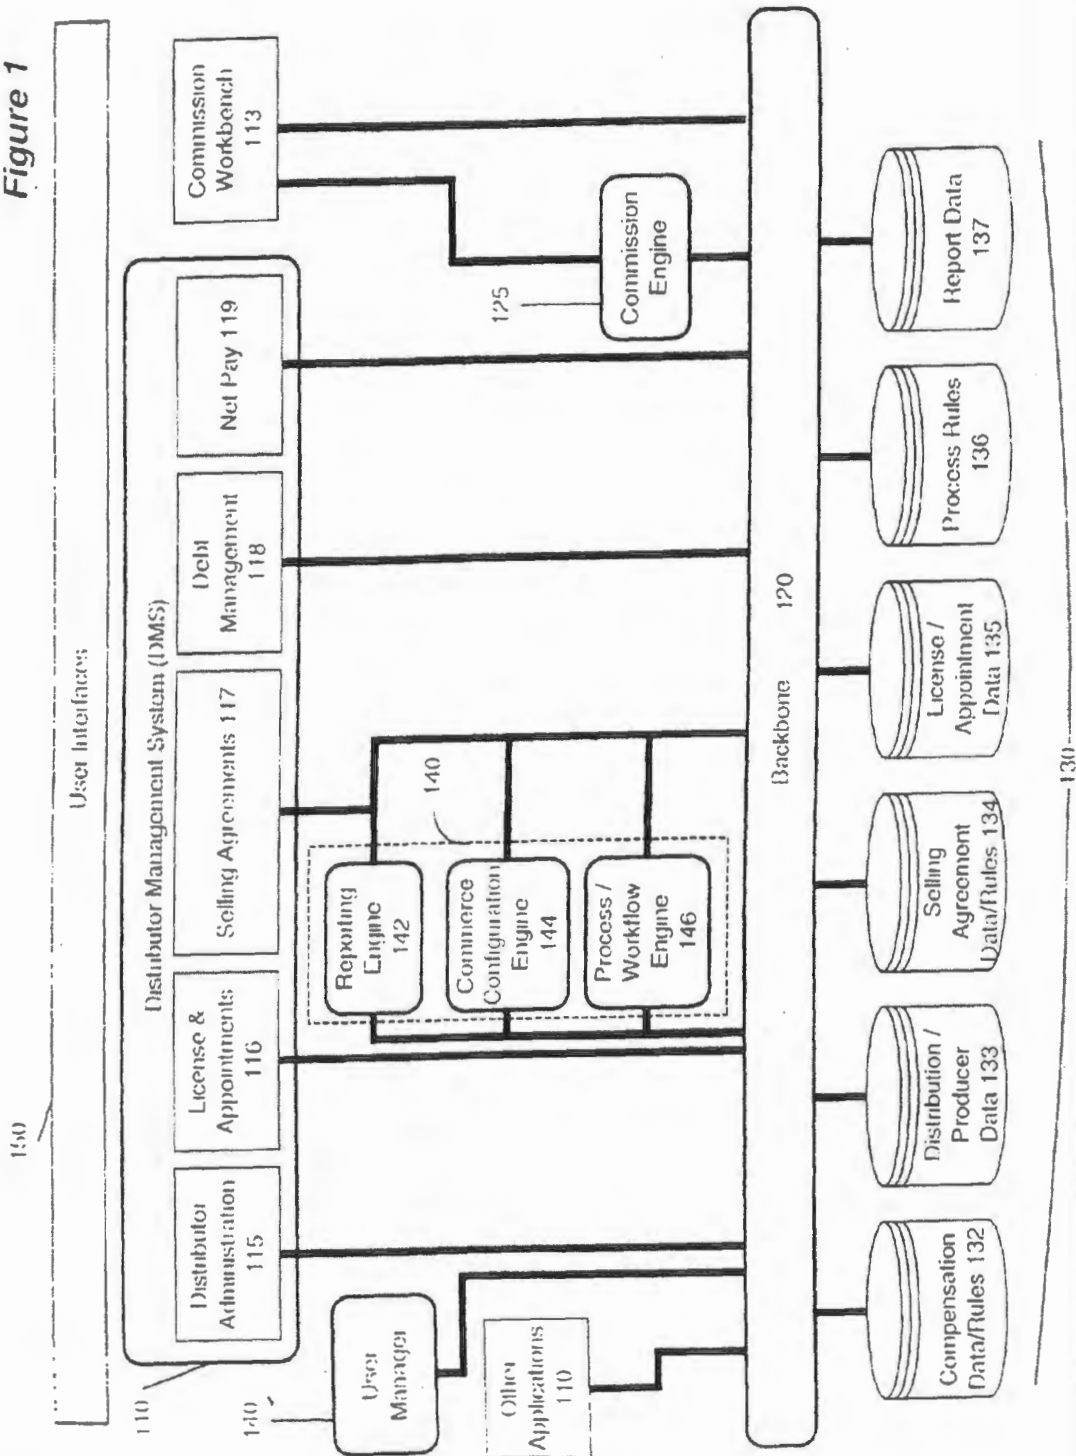 Figure 1
150
User Interfaces
Distributor Management System (DMS)
110
Distributor
Administration
115
License &
Appointments
116
Selling Agreements 117
Debt
Management
118
Net Pay 119
Commission
Workbench
113
140
User
Manager
Other
Applications
110
Reporting
Engine
142
Commerce
Configuration
Engine
144
Process /
Workflow
Engine
146
140
125
Commission
Engine
Backbone 120
Compensation
Data/Rules 132
Distribution /
Producer
Data 133
Selling
Agreement
Data/Rules 134
License /
Appointment
Data 135
Process Rules
136
Report Data
137
130